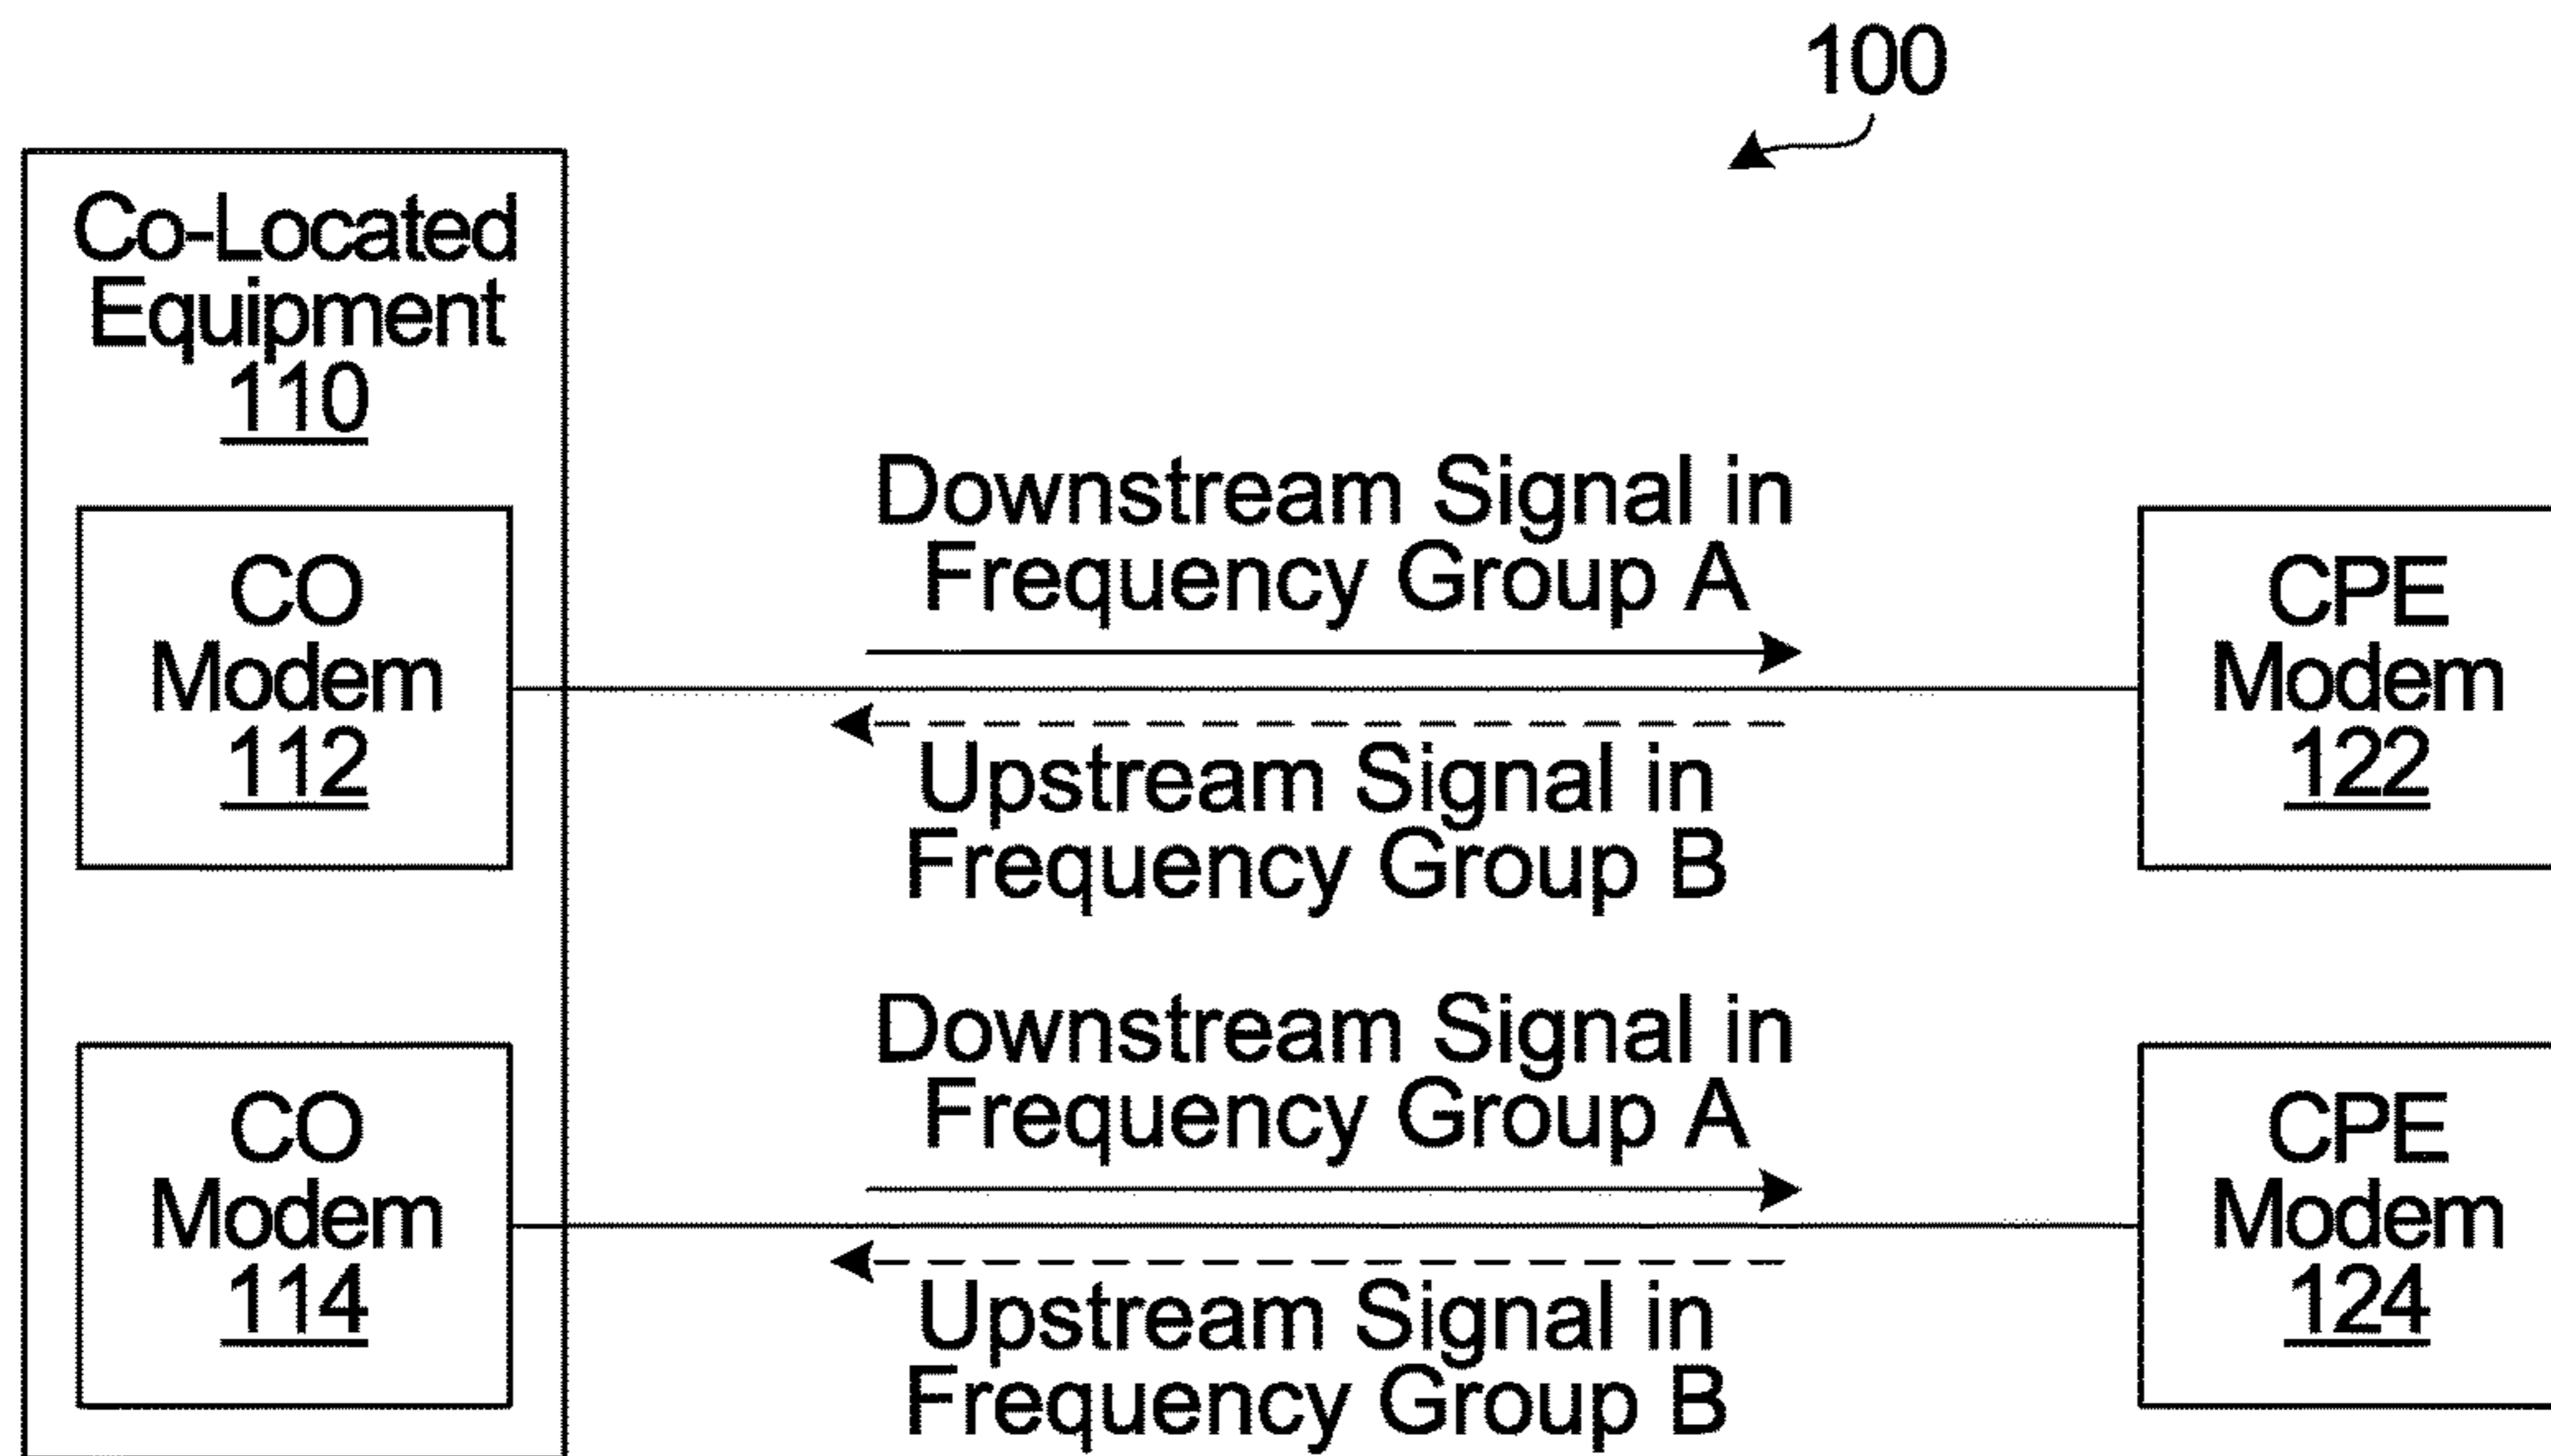 100
Co-Located
Equipment
110
CO
Modem
112
Downstream Signal in
Frequency Group A
Upstream Signal in
Frequency Group B
CPE
Modem
122
CO
Modem
114
Downstream Signal in
Frequency Group A
Upstream Signal in
Frequency Group B
CPE
Modem
124